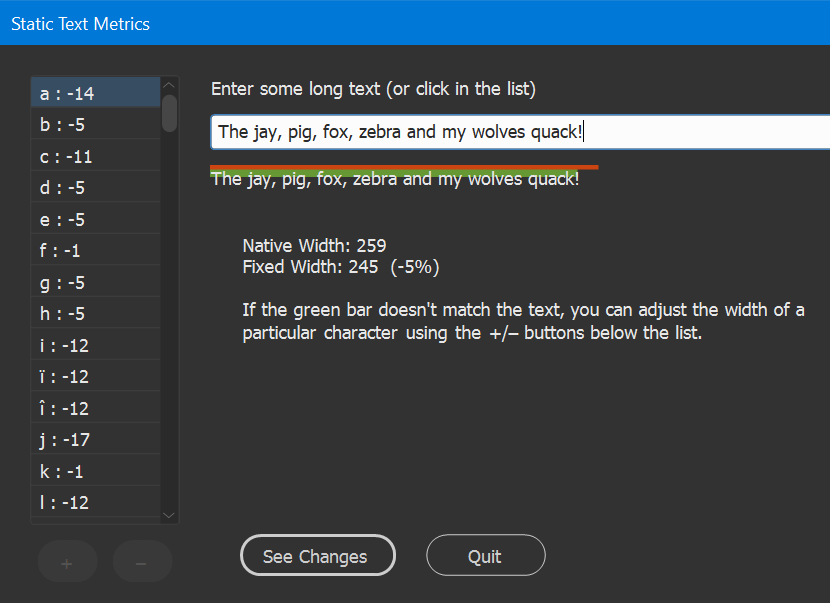 Static Text Metrics
a : -14
b : -5
c : -11
d : -5
e : -5
f : -1
g : -5
h : -5
i : -12
ï : -12
î : -12
j : -17
k : -1
l : -12
+
−
Enter some long text (or click in the list)
The jay, pig, fox, zebra and my wolves quack!
The jay, pig, fox, zebra and my wolves quack!
Native Width: 259
Fixed Width: 245  (-5%)
If the green bar doesn't match the text, you can adjust the width of a
particular character using the +/− buttons below the list.
See Changes
Quit